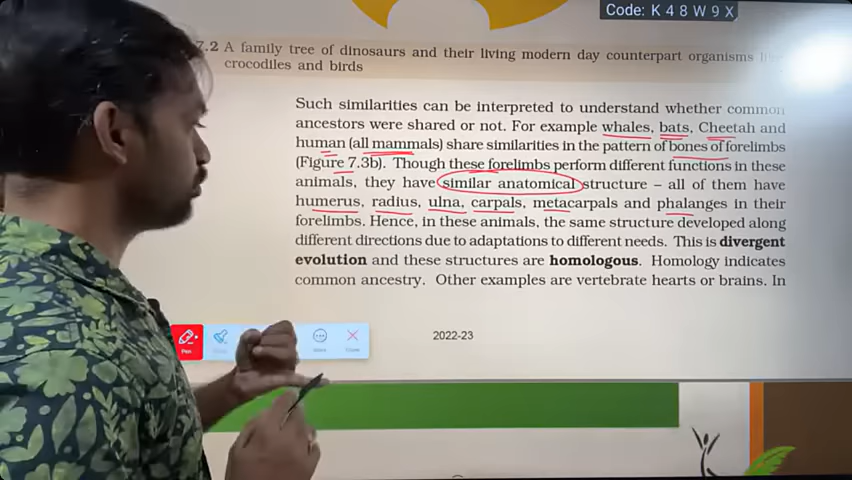 Code: K 4 8 W 9 X
7.2 A family tree of dinosaurs and their living modern day counterpart organisms
crocodiles and birds
Such similarities can be interpreted to understand whether common
ancestors were shared or not. For example whales, bats, Cheetah and
human (all mammals) share similarities in the pattern of bones of forelimbs
(Figure 7.3b). Though these forelimbs perform different functions in these
animals, they have similar anatomical structure – all of them have
humerus, radius, ulna, carpals, metacarpals and phalanges in their
forelimbs. Hence, in these animals, the same structure developed along
different directions due to adaptations to different needs. This is divergent
evolution and these structures are homologous. Homology indicates
common ancestry. Other examples are vertebrate hearts or brains. In
Pen
2022-23